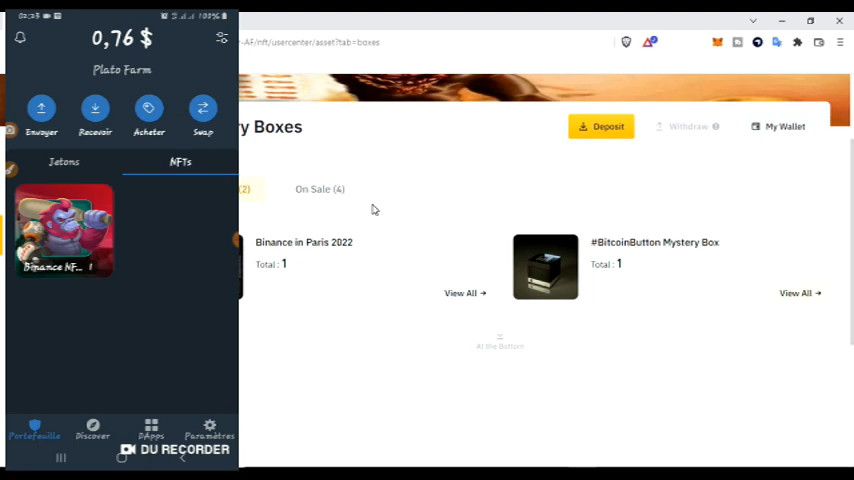 02:23
100%
0,76 $
Plato Farm
Envoyer
Recevoir
Acheter
Swap
Jetons
NFTs
Binance NF... 1
Portefeuille
Discover
DApps
Paramètres
DU RECORDER
r-AF/nft/usercenter/asset?tab=boxes
ry Boxes
Deposit
Withdraw
My Wallet
(2)
On Sale (4)
Binance in Paris 2022
Total : 1
View All →
#BitcoinButton Mystery Box
Total : 1
View All →
At the Bottom